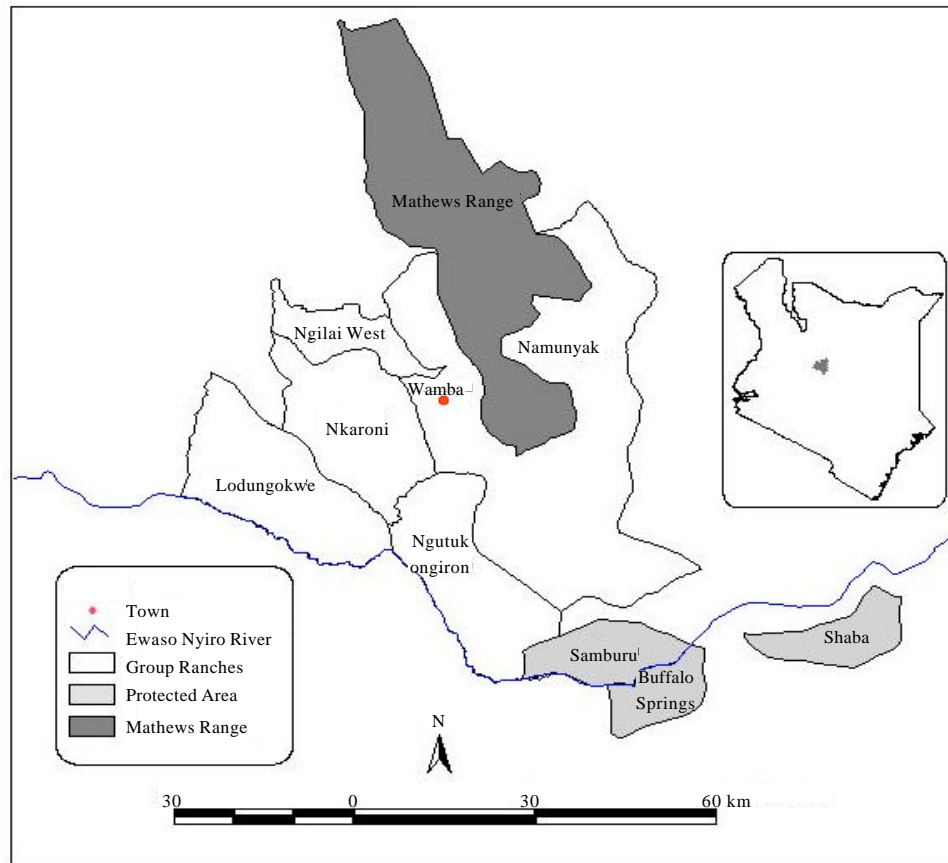 Mathews Range
Ngilai West
Namunyak
Wamba
Nkaroni
Lodungokwe
Ngutuk
ongiron
Shaba
Samburu
Buffalo
Springs
Town
Ewaso Nyiro River
Group Ranches
Protected Area
Mathews Range
N
30 0 30 60 km